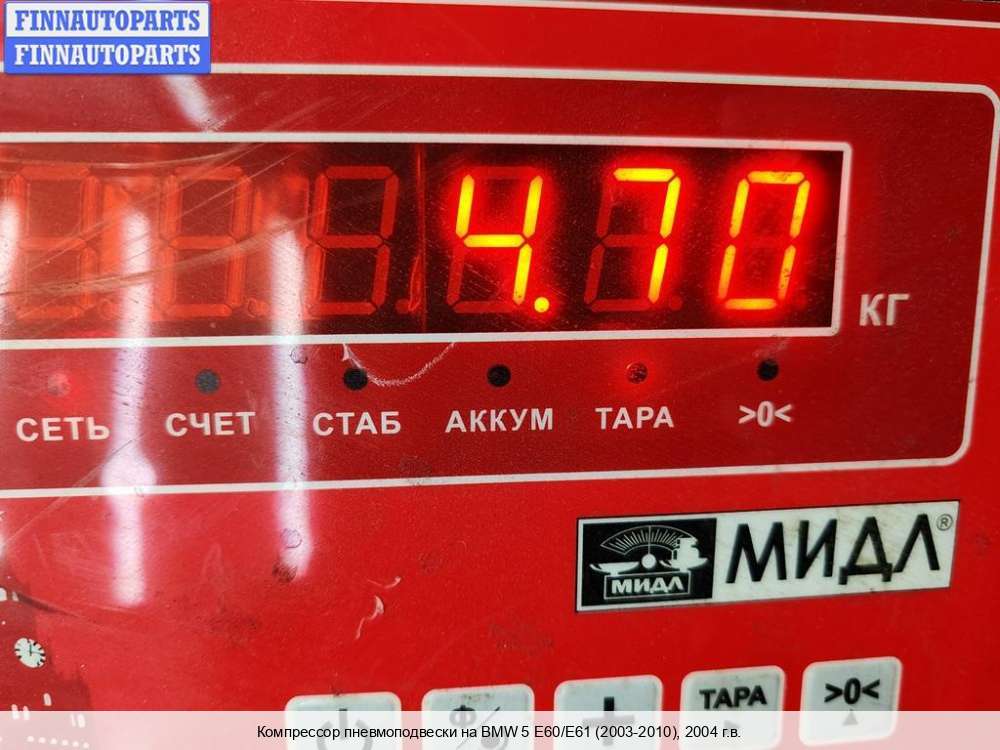 FINNAUTOPARTS
FINNAUTOPARTS
4.70
КГ
СЕТЬ СЧЕТ СТАБ АККУМ ТАРА >0<
МИДЛ МИДЛ®
ТАРА >0<
Компрессор пневмоподвески на BMW 5 E60/E61 (2003-2010), 2004 г.в.